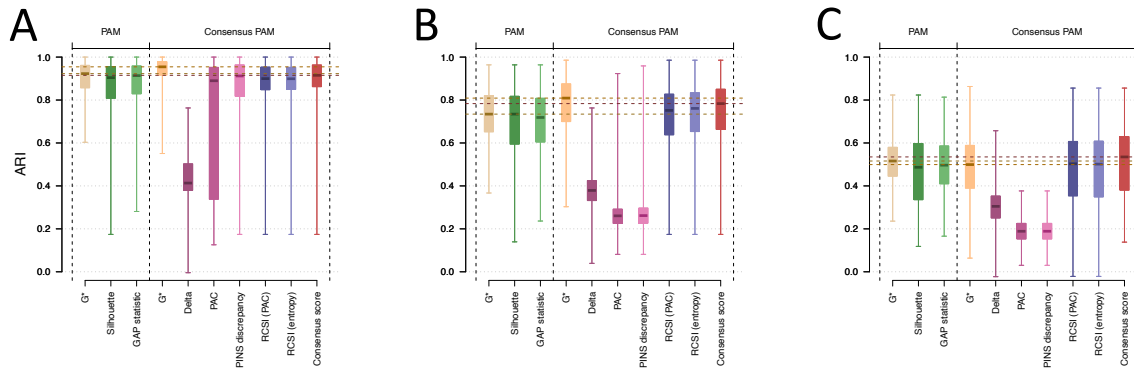 A
PAM
Consensus PAM
ARI
1.0
0.8
0.6
0.4
0.2
0.0
G*
Silhouette
GAP statistic
G*
Delta
PAC
PINS discrepancy
RCSI (PAC)
RCSI (entropy)
Consensus score
B
PAM
Consensus PAM
1.0
0.8
0.6
0.4
0.2
0.0
G*
Silhouette
GAP statistic
G*
Delta
PAC
PINS discrepancy
RCSI (PAC)
RCSI (entropy)
Consensus score
C
PAM
Consensus PAM
1.0
0.8
0.6
0.4
0.2
0.0
G*
Silhouette
GAP statistic
G*
Delta
PAC
PINS discrepancy
RCSI (PAC)
RCSI (entropy)
Consensus score